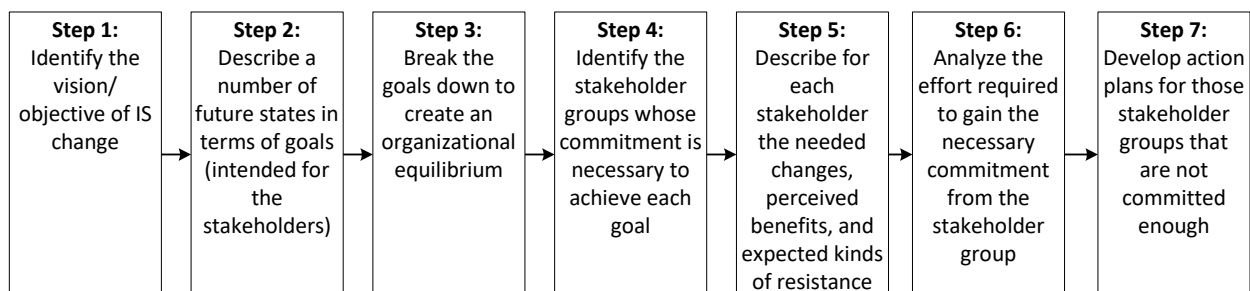 Step 1:
Identify the
vision/
objective of IS
change
Step 2:
Describe a
number of
future states in
terms of goals
(intended for
the
stakeholders)
Step 3:
Break the
goals down to
create an
organizational
equilibrium
Step 4:
Identify the
stakeholder
groups whose
commitment is
necessary to
achieve each
goal
Step 5:
Describe for
each
stakeholder
the needed
changes,
perceived
benefits, and
expected kinds
of resistance
Step 6:
Analyze the
effort required
to gain the
necessary
commitment
from the
stakeholder
group
Step 7:
Develop action
plans for those
stakeholder
groups that
are not
committed
enough